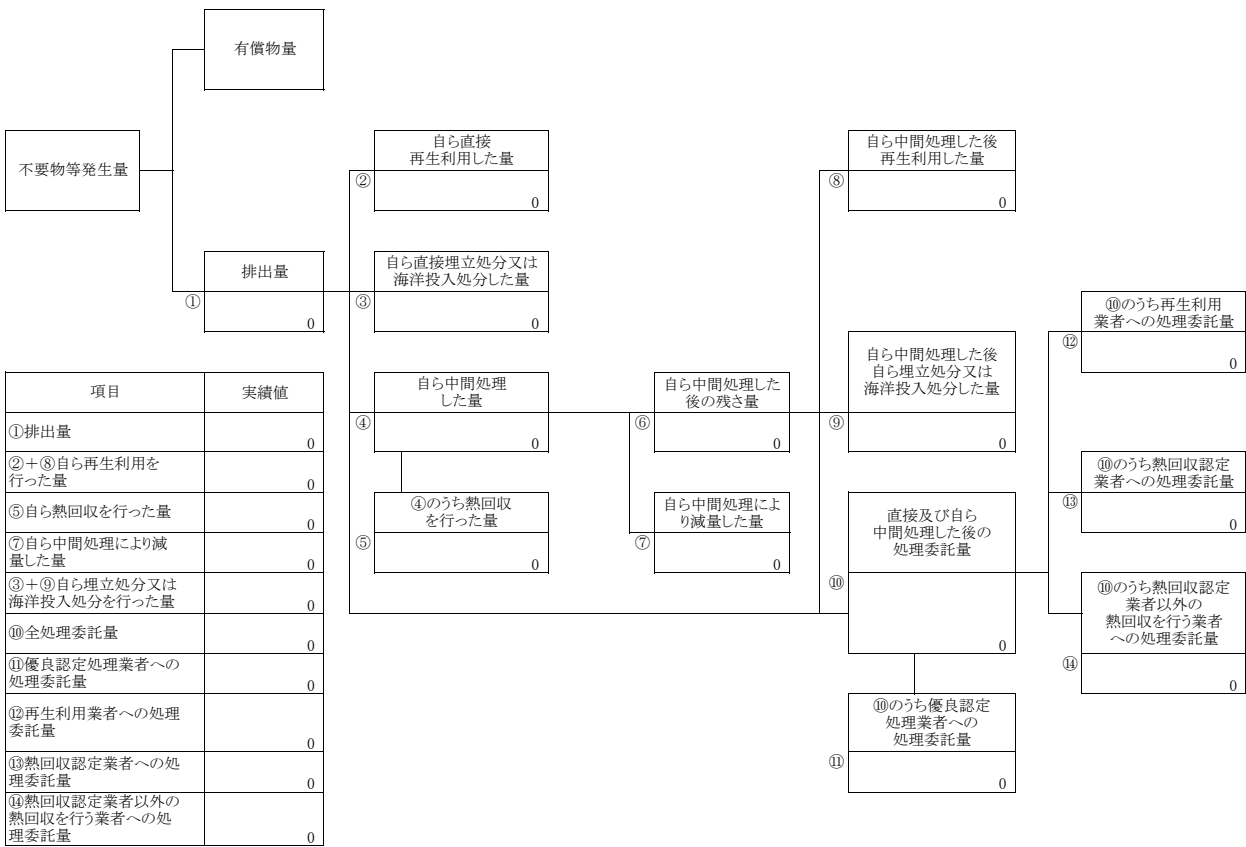 有償物量
不要物等発生量
自ら直接
再生利用した量
②
0
自ら中間処理した後
再生利用した量
⑧
0
排出量
①
0
自ら直接埋立処分又は
海洋投入処分した量
③
0
⑩のうち再生利用
業者への処理委託量
⑫
0
自ら中間処理
した量
④
0
自ら中間処理した
後の残さ量
⑥
0
自ら中間処理した後
自ら埋立処分又は
海洋投入処分した量
⑨
0
⑩のうち熱回収認定
業者への処理委託量
⑬
0
④のうち熱回収
を行った量
⑤
0
自ら中間処理によ
り減量した量
⑦
0
直接及び自ら
中間処理した後の
処理委託量
⑩
0
⑩のうち熱回収認定
業者以外の
熱回収を行う業者
への処理委託量
⑭
0
⑩のうち優良認定
処理業者への
処理委託量
⑪
0
項目 実績値
①排出量
0
②+⑧自ら再生利用を
行った量
0
⑤自ら熱回収を行った量
0
⑦自ら中間処理により減
量した量
0
③+⑨自ら埋立処分又は
海洋投入処分を行った量
0
⑩全処理委託量
0
⑪優良認定処理業者への
処理委託量
0
⑫再生利用業者への処理
委託量
0
⑬熱回収認定業者への処
理委託量
0
⑭熱回収認定業者以外の
熱回収を行う業者への処
理委託量
0